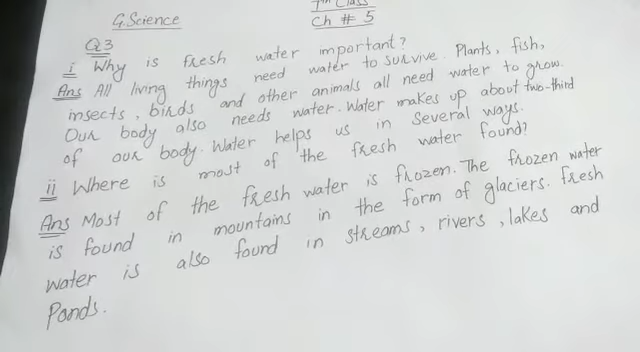 7th Class
G.Science
Ch # 5
Q3
i Why is fresh water important?
Ans All living things need water to survive. Plants, fish,
insects, birds and other animals all need water to grow.
Our body also needs water. Water makes up about two-third
of our body. Water helps us in several ways.
ii Where is most of the fresh water found?
Ans Most of the fresh water is frozen. The frozen water
is found in mountains in the form of glaciers. Fresh
water is also found in streams, rivers, lakes and
Ponds.